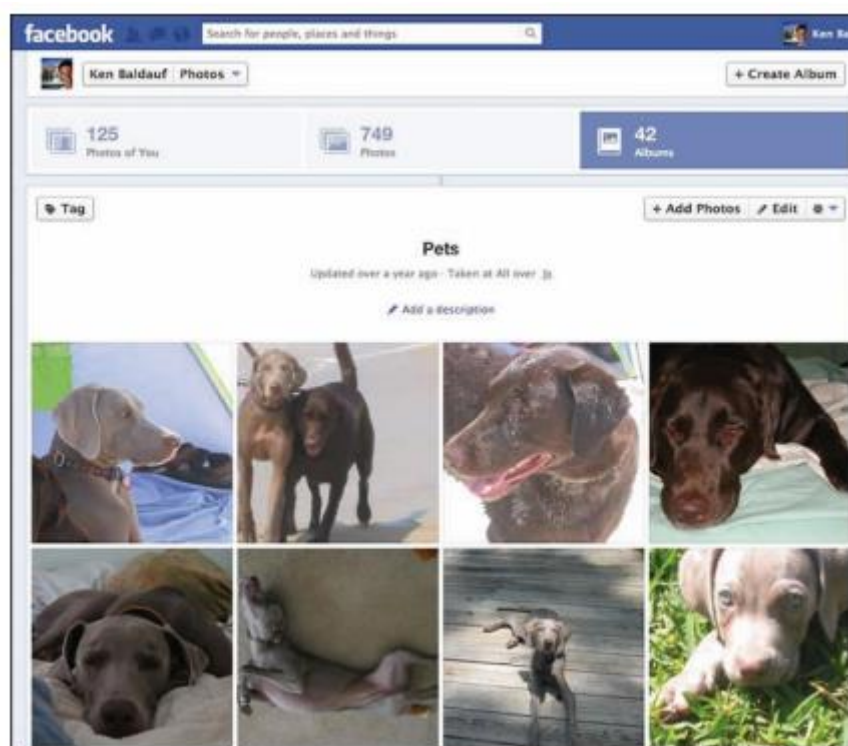 facebook Search for people, places and things Ken Ba
Ken Baldauf Photos + Create Album
125
Photos of You
749
Photos
42
Albums
Tag + Add Photos Edit
Pets
Updated over a year ago · Taken at All over
Add a description